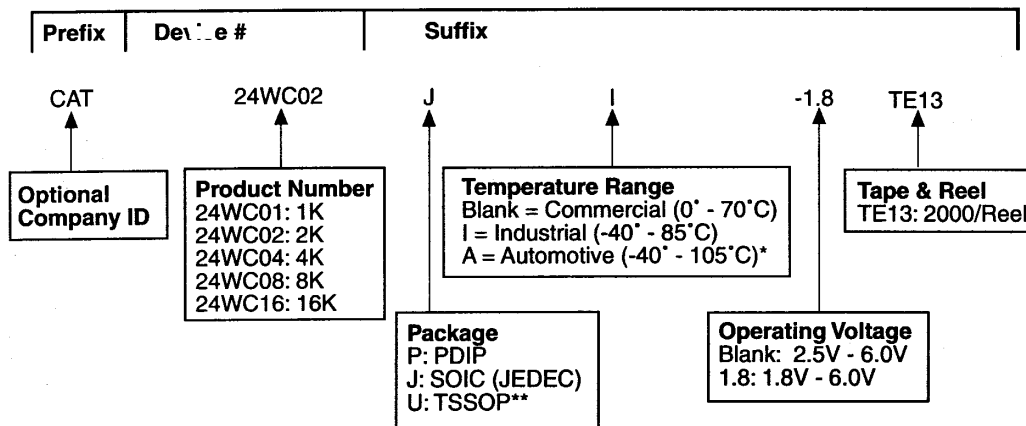 Prefix Suffix
CAT 24WC02 J I -1.8 TE13
Optional
Company ID
Product Number
24WC01: 1K
24WC02: 2K
24WC04: 4K
24WC08: 8K
24WC16: 16K
Temperature Range
Blank = Commercial (0˚ - 70˚C)
I = Industrial (-40˚ - 85˚C)
A = Automotive (-40˚ - 105˚C)*
Tape & Reel
TE13: 2000/Reel
Package
P: PDIP
J: SOIC (JEDEC)
U: TSSOP**
Operating Voltage
Blank: 2.5V - 6.0V
1.8: 1.8V - 6.0V